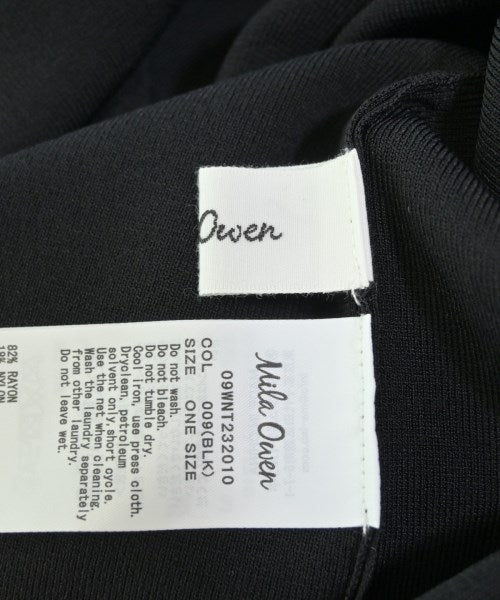 Owen
Mila Owen
09WNT232010
COL 009(BLK)
SIZE ONE SIZE
Do not wash.
Do not bleach.
Do not tumble dry.
Cool iron, use press cloth.
Dryclean, petroleum
solvent only, short cycle.
Use the net when cleaning.
Wash the laundry separately
from other laundry.
Do not leave wet.
82% RAYON
18% NYLON